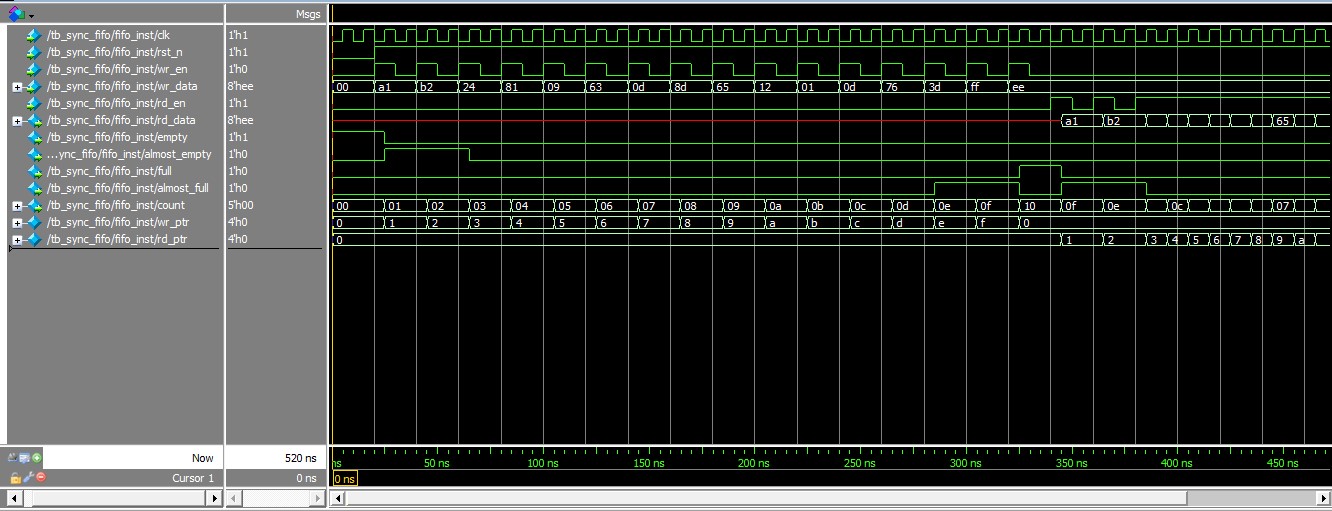 Msgs
/tb_sync_fifo/fifo_inst/clk 1'h1
/tb_sync_fifo/fifo_inst/rst_n 1'h1
/tb_sync_fifo/fifo_inst/wr_en 1'h0
/tb_sync_fifo/fifo_inst/wr_data 8'hee 00 a1 b2 24 81 09 63 0d 8d 65 12 01 0d 76 3d ff ee
/tb_sync_fifo/fifo_inst/rd_en 1'h1
/tb_sync_fifo/fifo_inst/rd_data 8'hee a1 b2 65
/tb_sync_fifo/fifo_inst/empty 1'h1
...ync_fifo/fifo_inst/almost_empty 1'h0
/tb_sync_fifo/fifo_inst/full 1'h0
/tb_sync_fifo/fifo_inst/almost_full 1'h0
/tb_sync_fifo/fifo_inst/count 5'h00 00 01 02 03 04 05 06 07 08 09 0a 0b 0c 0d 0e 0f 10 0f 0e 0c 07
/tb_sync_fifo/fifo_inst/wr_ptr 4'h0 0 1 2 3 4 5 6 7 8 9 a b c d e f 0
/tb_sync_fifo/fifo_inst/rd_ptr 4'h0 0 1 2 3 4 5 6 7 8 9 a
Now 520 ns ns 50 ns 100 ns 150 ns 200 ns 250 ns 300 ns 350 ns 400 ns 450 ns
Cursor 1 0 ns 0 ns